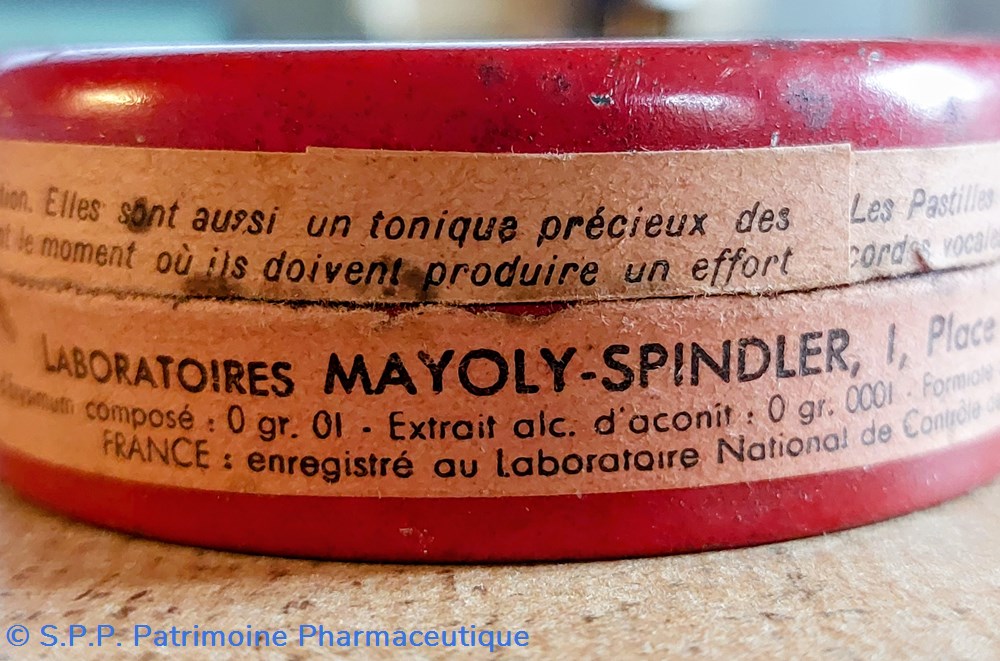 Elles sont aussi un tonique précieux des Les Pastilles
le moment où ils doivent produire un effort cordes vocale
LABORATOIRES MAYOLY-SPINDLER, 1, Place
composé : 0 gr. 01 - Extrait alc. d'aconit : 0 gr. 0001 - Formole
FRANCE : enregistré au Laboratoire National de Contrôle
© S.P.P. Patrimoine Pharmaceutique